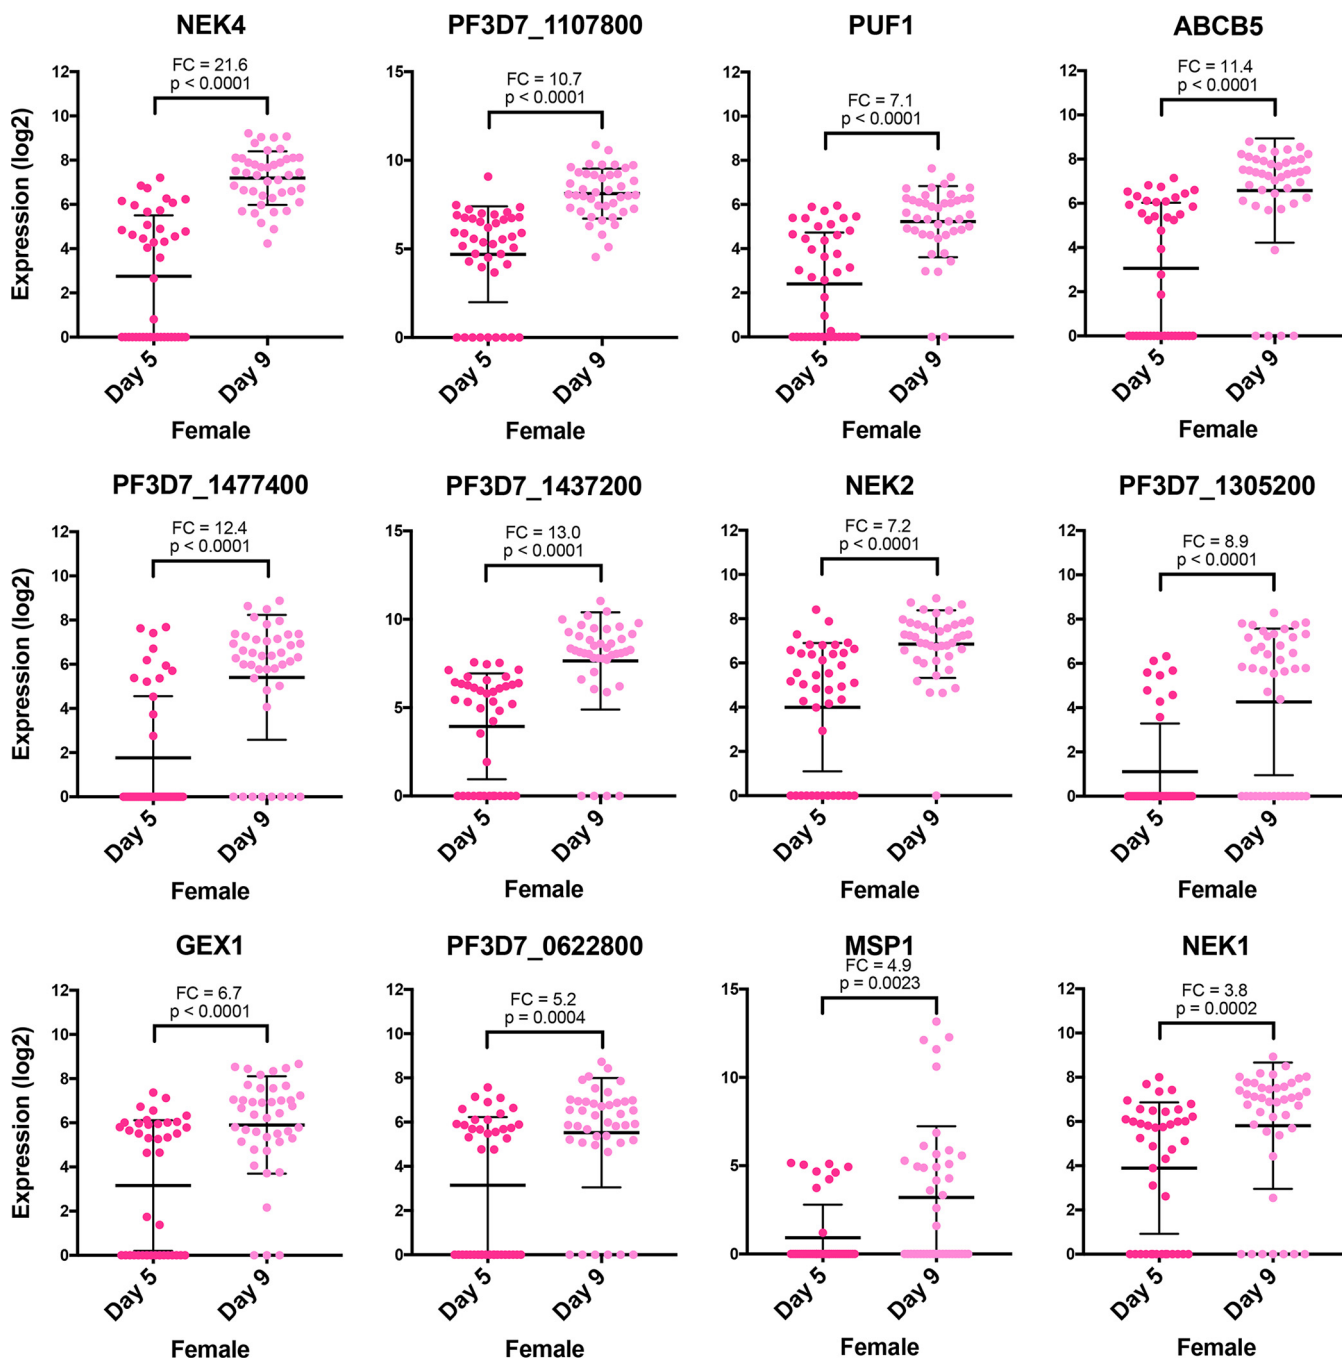 NEK4
FC = 21.6
p < 0.0001
12
10
8
6
4
2
0
Expression (log2)
Day 5
Day 9
Female
PF3D7_1107800
FC = 10.7
p < 0.0001
15
10
5
0
Day 5
Day 9
Female
PUF1
FC = 7.1
p < 0.0001
12
10
8
6
4
2
0
Day 5
Day 9
Female
ABCB5
FC = 11.4
p < 0.0001
12
10
8
6
4
2
0
Day 5
Day 9
Female
PF3D7_1477400
FC = 12.4
p < 0.0001
12
10
8
6
4
2
0
Expression (log2)
Day 5
Day 9
Female
PF3D7_1437200
FC = 13.0
p < 0.0001
15
10
5
0
Day 5
Day 9
Female
NEK2
FC = 7.2
p < 0.0001
12
10
8
6
4
2
0
Day 5
Day 9
Female
PF3D7_1305200
FC = 8.9
p < 0.0001
12
10
8
6
4
2
0
Day 5
Day 9
Female
GEX1
FC = 6.7
p < 0.0001
12
10
8
6
4
2
0
Expression (log2)
Day 5
Day 9
Female
PF3D7_0622800
FC = 5.2
p = 0.0004
12
10
8
6
4
2
0
Day 5
Day 9
Female
MSP1
FC = 4.9
p = 0.0023
15
10
5
0
Day 5
Day 9
Female
NEK1
FC = 3.8
p = 0.0002
12
10
8
6
4
2
0
Day 5
Day 9
Female